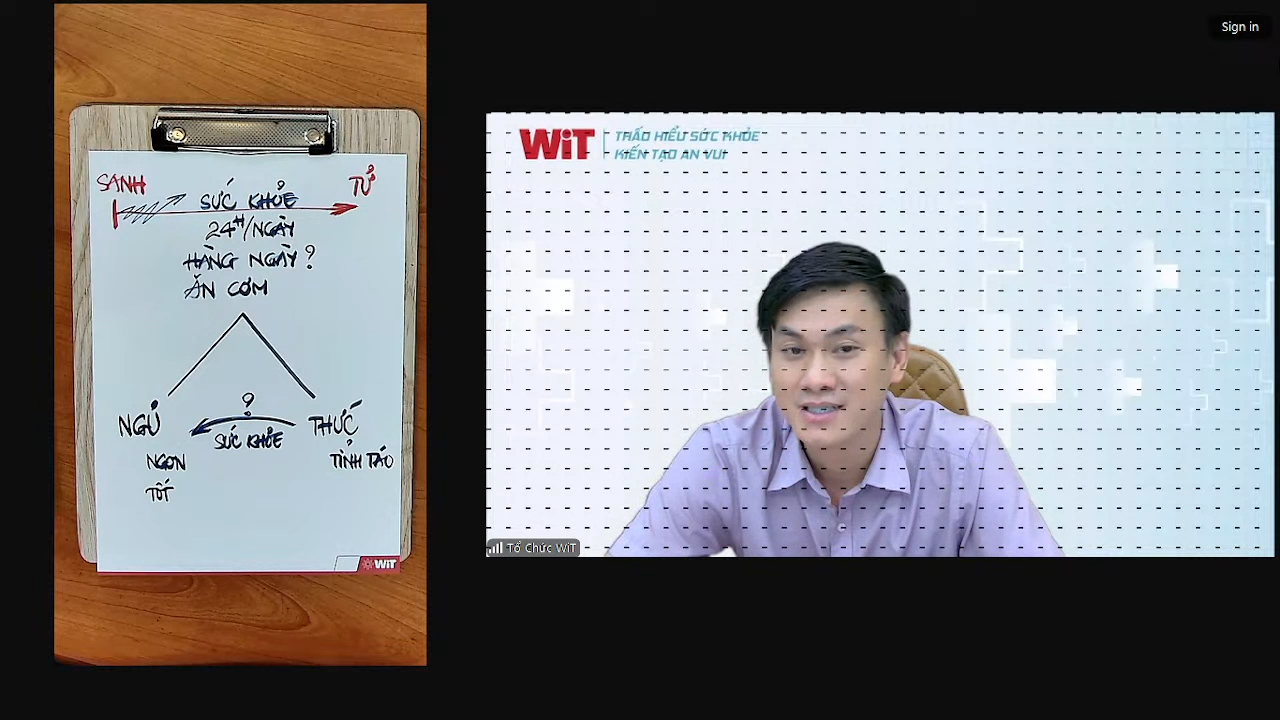 Sign in
SANH
TỬ
SỨC KHỎE
24H/NGÀY
HÀNG NGÀY ?
ĂN CƠM
?
NGỦ
THỨC
SỨC KHỎE
NGON
TỈNH TÁO
TỐT
WiT
WiT
THẤU HIỂU SỨC KHỎE
KIẾN TẠO AN VUI
Tổ Chức WiT